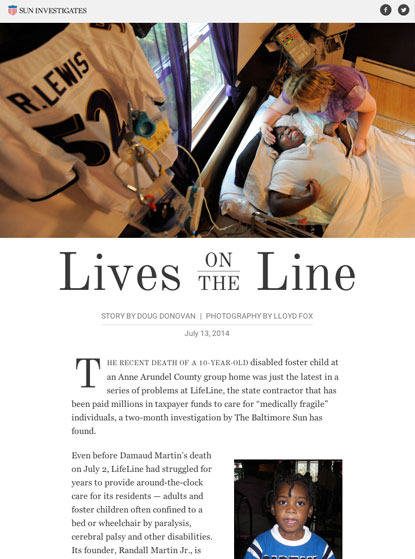 SUN INVESTIGATES
R.LEWIS
52
Lives ON THE Line
STORY BY DOUG DONOVAN | PHOTOGRAPHY BY LLOYD FOX
July 13, 2014
THE RECENT DEATH OF A 10-YEAR-OLD disabled foster child at
an Anne Arundel County group home was just the latest in a
series of problems at LifeLine, the state contractor that has
been paid millions in taxpayer funds to care for “medically fragile”
individuals, a two-month investigation by The Baltimore Sun has
found.
Even before Damaud Martin’s death
on July 2, LifeLine had struggled for
years to provide around-the-clock
care for its residents — adults and
foster children often confined to a
bed or wheelchair by paralysis,
cerebral palsy and other disabilities.
Its founder, Randall Martin Jr., is